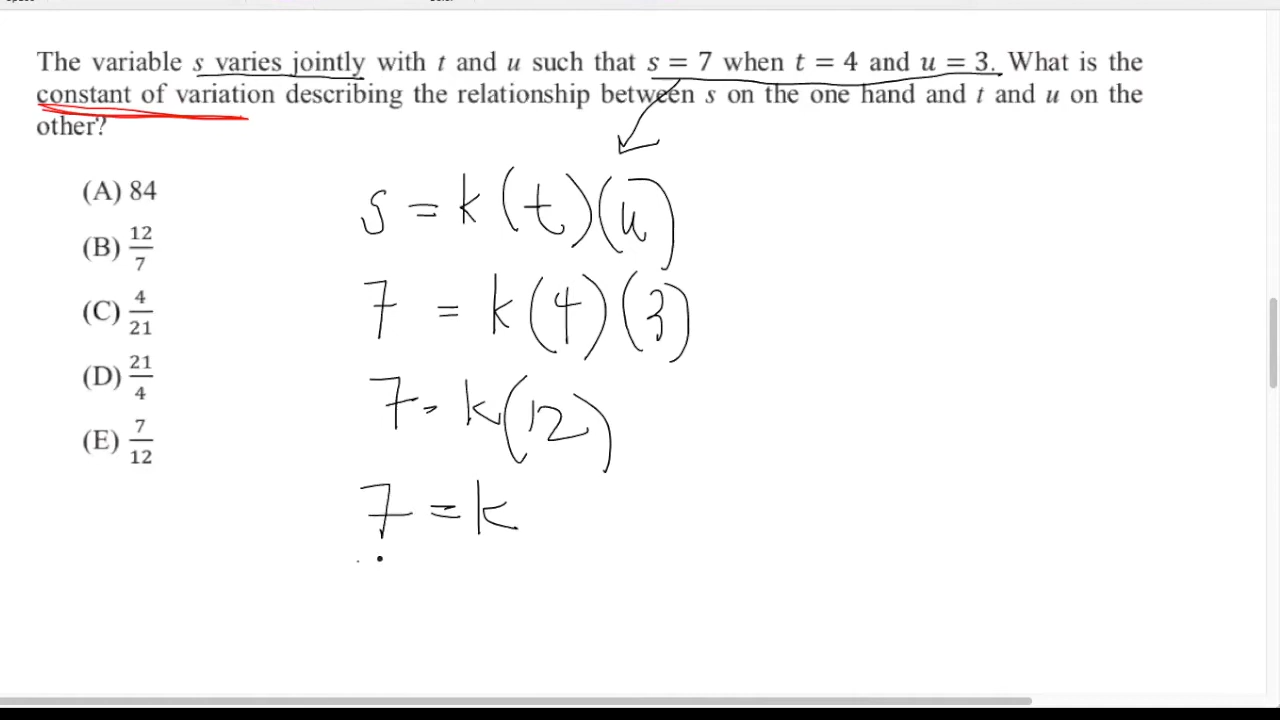 The variable s varies jointly with t and u such that s = 7 when t = 4 and u = 3. What is the
constant of variation describing the relationship between s on the one hand and t and u on the
other?
(A) 84
(B) 12/7
(C) 4/21
(D) 21/4
(E) 7/12
s = k(t)(u)
7 = k(4)(3)
7 = k(12)
7 = k